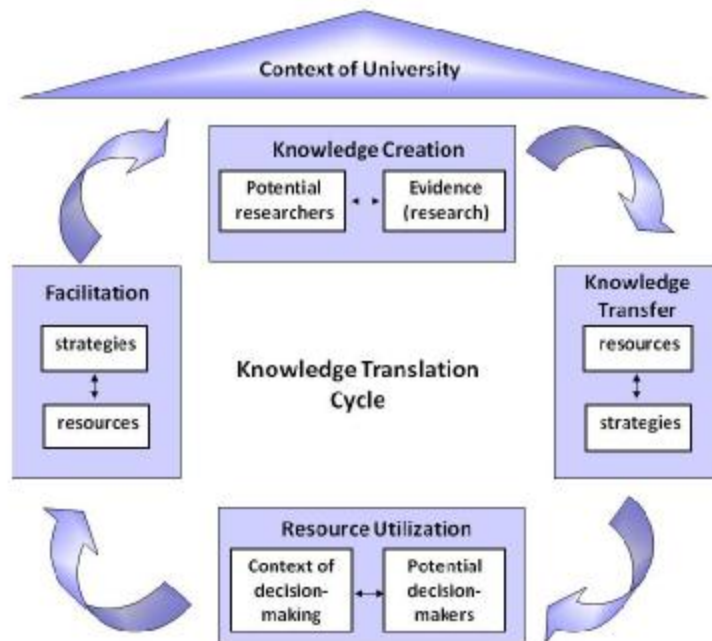 Context of University
Knowledge Creation
Potential
researchers
Evidence
(research)
Facilitation
strategies
resources
Knowledge
Transfer
resources
strategies
Knowledge Translation
Cycle
Resource Utilization
Context of
decision-
making
Potential
decision-
makers